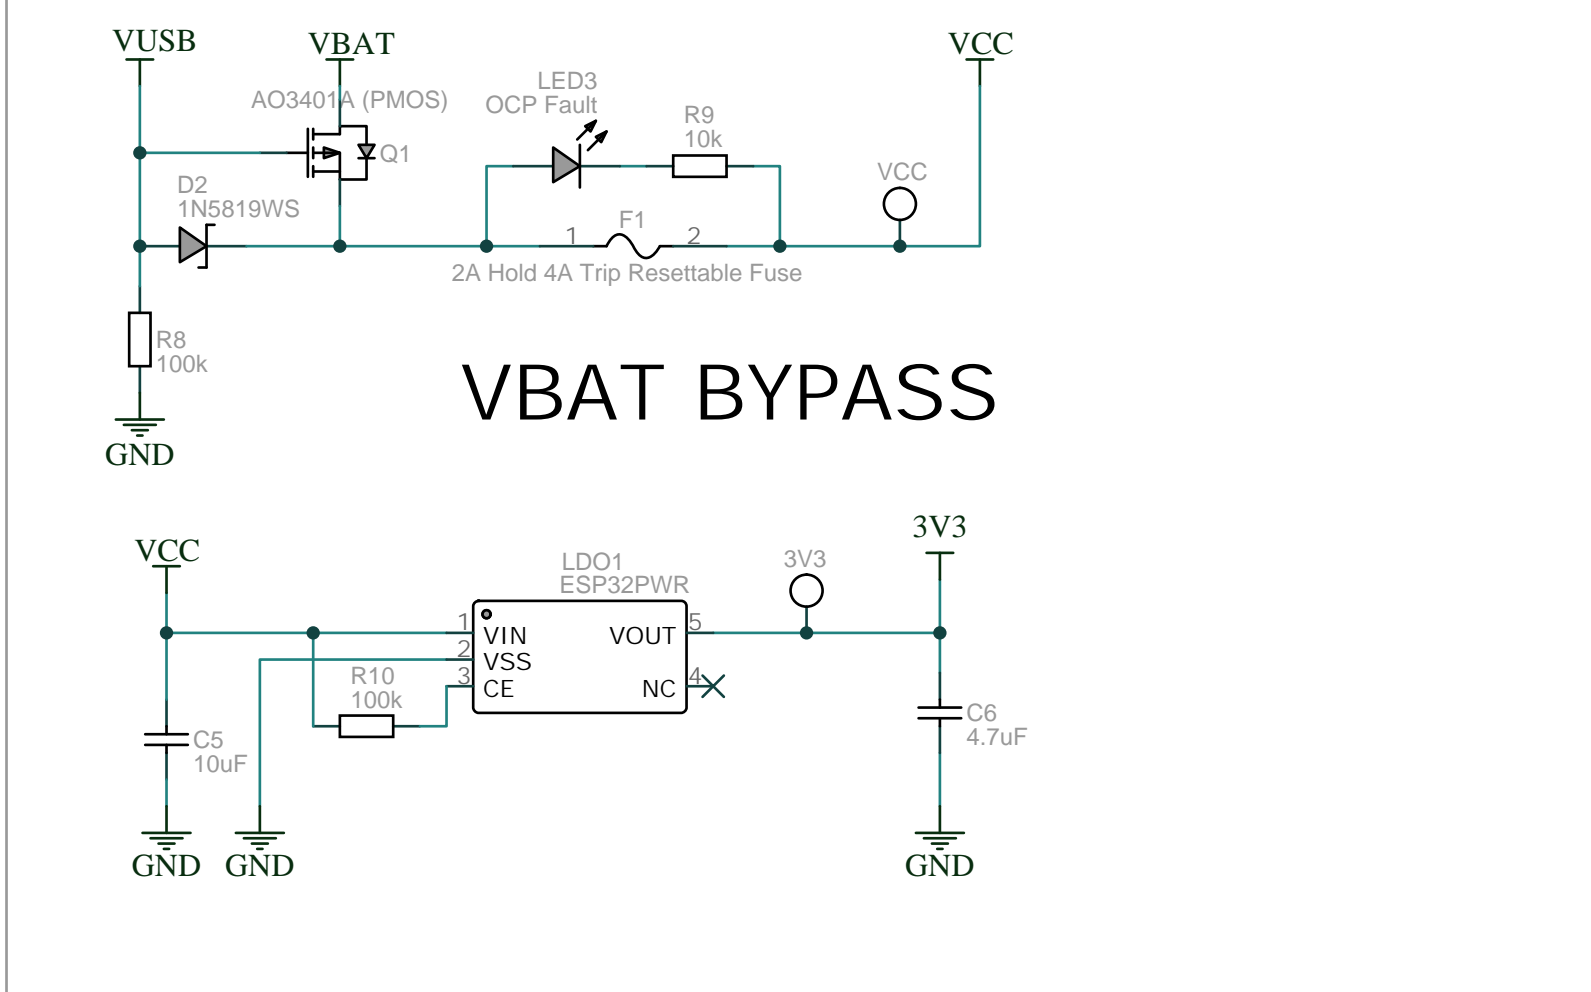 VUSB
VBAT
VCC
AO3401A (PMOS)
Q1
LED3
OCP Fault
R9
10k
VCC
D2
1N5819WS
1
F1
2
2A Hold 4A Trip Resettable Fuse
R8
100k
GND
VBAT BYPASS
VCC
LDO1
ESP32PWR
3V3
3V3
1
VIN
VOUT
5
2
VSS
3
CE
NC
4
R10
100k
C5
10uF
C6
4.7uF
GND
GND
GND